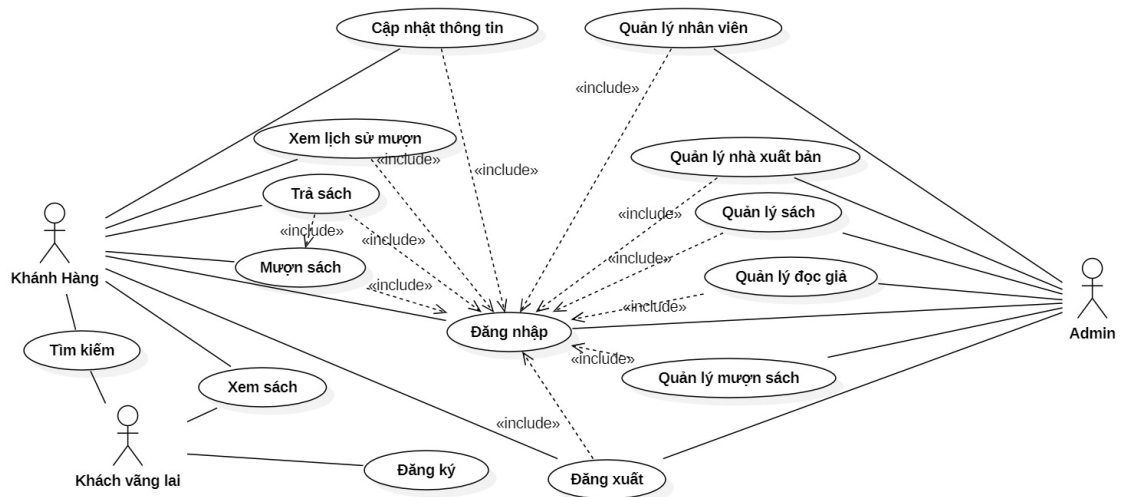 Cập nhật thông tin
Quản lý nhân viên
«include»
Xem lịch sử mượn
«include»
Quản lý nhà xuất bản
«include»
Trả sách
«include»
Quản lý sách
«include»
«include»
Mượn sách
«include»
Khánh Hàng
Quản lý đọc giả
«include»
«include»
Đăng nhập
Admin
Tìm kiếm
«include»
Xem sách
Quản lý mượn sách
«include»
Đăng ký
Khách vãng lai
Đăng xuất